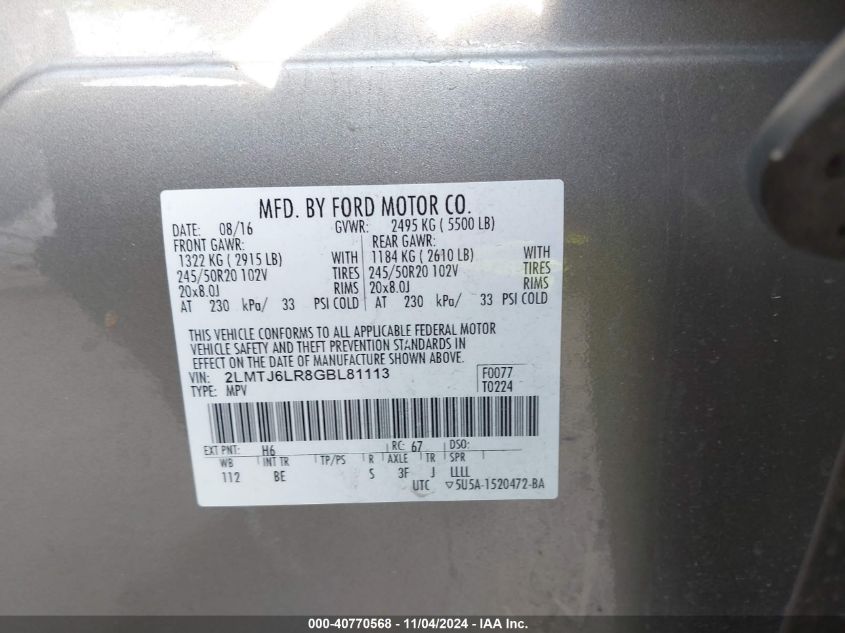 MFD. BY FORD MOTOR CO.
DATE: 08/16 GVWR: 2495 KG ( 5500 LB)
FRONT GAWR: REAR GAWR:
1322 KG ( 2915 LB) WITH 1184 KG ( 2610 LB) WITH
245/50R20 102V TIRES 245/50R20 102V TIRES
20x8.0J RIMS 20x8.0J RIMS
AT 230 kPa/ 33 PSI COLD AT 230 kPa/ 33 PSI COLD
THIS VEHICLE CONFORMS TO ALL APPLICABLE FEDERAL MOTOR
VEHICLE SAFETY AND THEFT PREVENTION STANDARDS IN
EFFECT ON THE DATE OF MANUFACTURE SHOWN ABOVE.
VIN: 2LMTJ6LR8GBL81113 F0077
TYPE: MPV T0224
EXT PNT: H6 RC: 67 DSO:
WB INT TR TP/PS R AXLE TR SPR
112 BE S 3F J LLLL
UTC ▽5U5A-1520472-BA
000-40770568 - 11/04/2024 - IAA Inc.